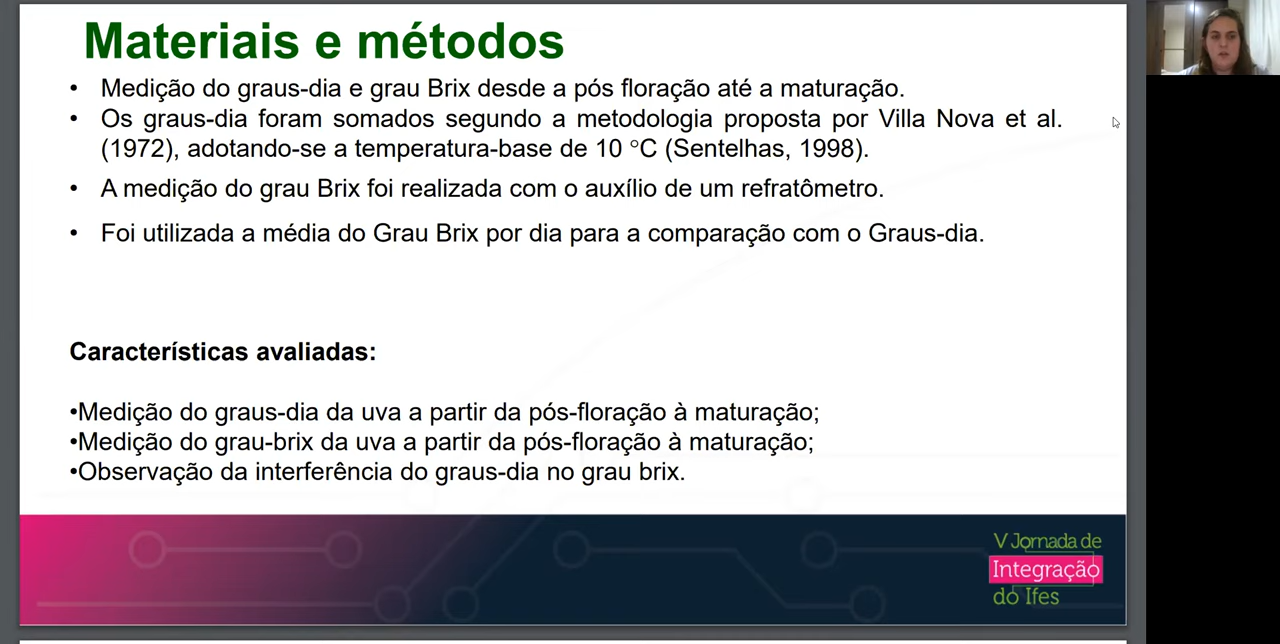 Materiais e métodos
• Medição do graus-dia e grau Brix desde a pós floração até a maturação.
• Os graus-dia foram somados segundo a metodologia proposta por Villa Nova et al.
(1972), adotando-se a temperatura-base de 10 °C (Sentelhas, 1998).
• A medição do grau Brix foi realizada com o auxílio de um refratômetro.
• Foi utilizada a média do Grau Brix por dia para a comparação com o Graus-dia.
Características avaliadas:
•Medição do graus-dia da uva a partir da pós-floração à maturação;
•Medição do grau-brix da uva a partir da pós-floração à maturação;
•Observação da interferência do graus-dia no grau brix.
V Jornada de
Integração
do Ifes